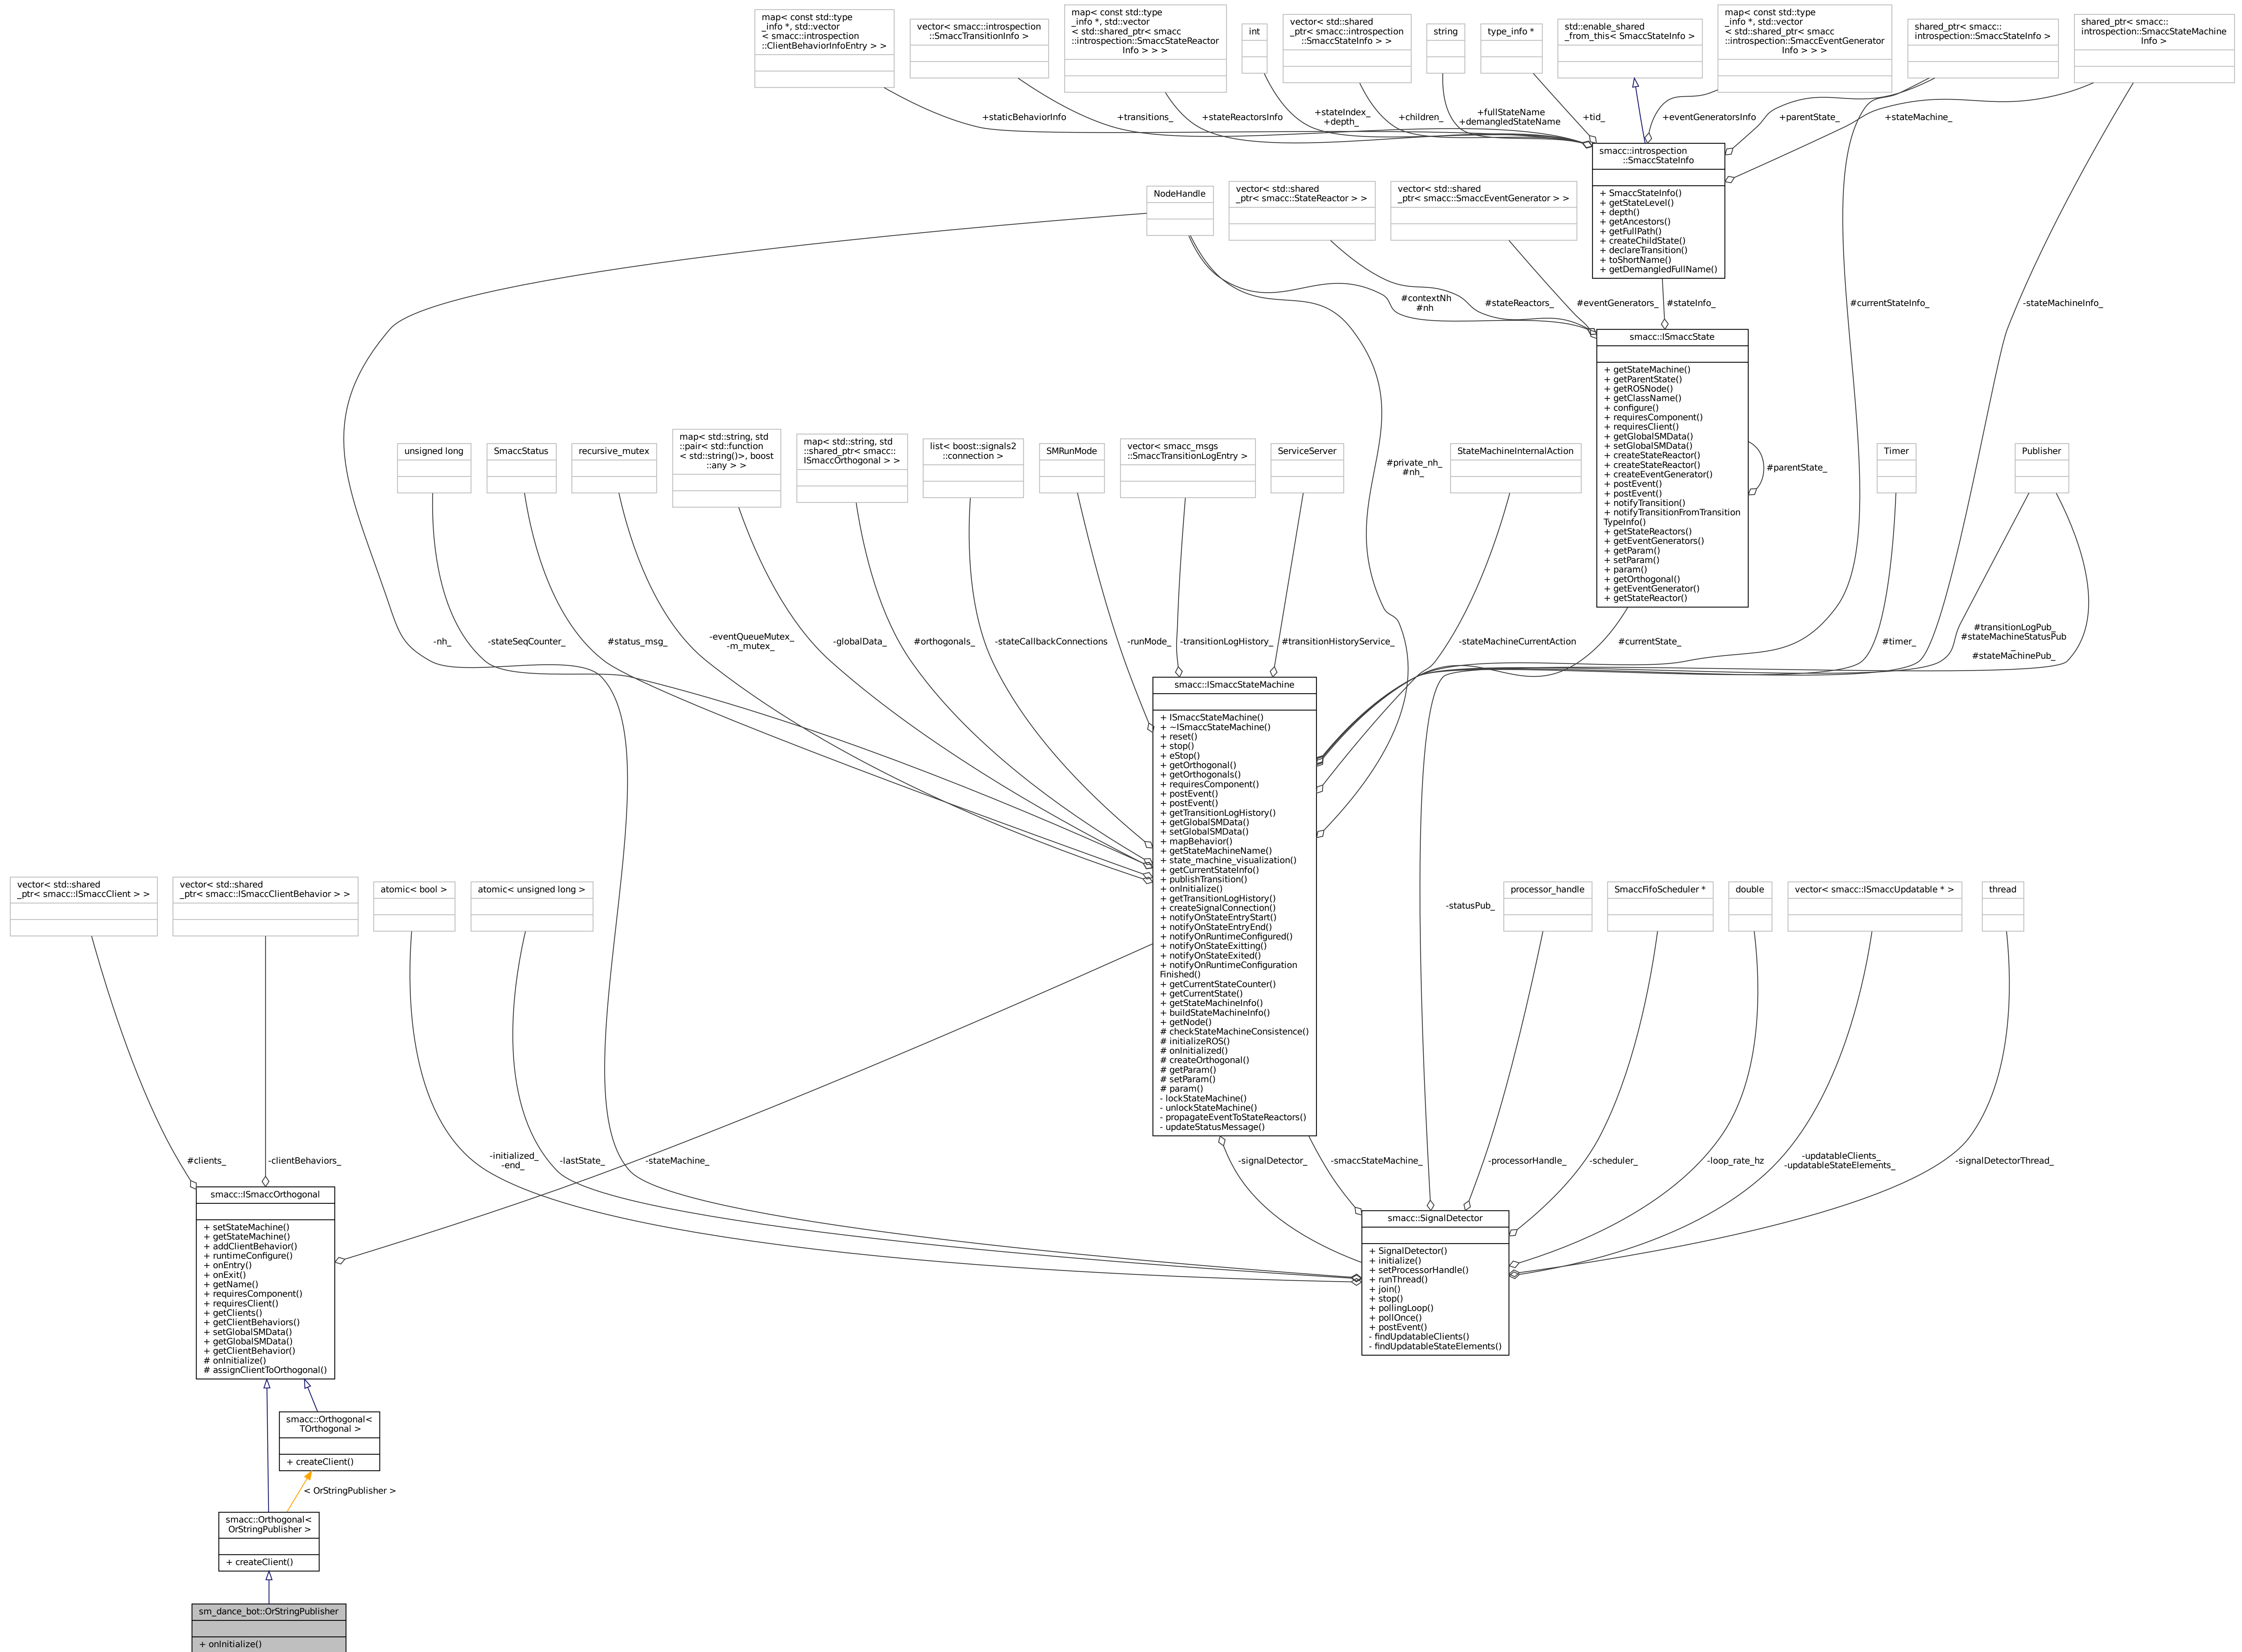 map< const std::type
_info *, std::vector
< smacc::introspection
::ClientBehaviorInfoEntry > >
vector< smacc::introspection
::SmaccTransitionInfo >
map< const std::type
_info *, std::vector
< std::shared_ptr< smacc
::introspection::SmaccStateReactor
Info > > >
int
vector< std::shared
_ptr< smacc::introspection
::SmaccStateInfo > >
string
type_info *
std::enable_shared
_from_this< SmaccStateInfo >
map< const std::type
_info *, std::vector
< std::shared_ptr< smacc
::introspection::SmaccEventGenerator
Info > > >
shared_ptr< smacc::
introspection::SmaccStateInfo >
shared_ptr< smacc::
introspection::SmaccStateMachine
Info >
+staticBehaviorInfo
+transitions_
+stateReactorsInfo
+stateIndex_
+depth_
+children_
+fullStateName
+demangledStateName
+tid_
+eventGeneratorsInfo
+parentState_
+stateMachine_
smacc::introspection
::SmaccStateInfo
+ SmaccStateInfo()
+ getStateLevel()
+ depth()
+ getAncestors()
+ getFullPath()
+ createChildState()
+ declareTransition()
+ toShortName()
+ getDemangledFullName()
NodeHandle
vector< std::shared
_ptr< smacc::StateReactor > >
vector< std::shared
_ptr< smacc::SmaccEventGenerator > >
#contextNh
#nh
#stateReactors_
#eventGenerators_
#stateInfo_
#currentStateInfo_
-stateMachineInfo_
smacc::ISmaccState
+ getStateMachine()
+ getParentState()
+ getROSNode()
+ getClassName()
+ configure()
+ requiresComponent()
+ requiresClient()
+ getGlobalSMData()
+ setGlobalSMData()
+ createStateReactor()
+ createStateReactor()
+ createEventGenerator()
+ postEvent()
+ postEvent()
+ notifyTransition()
+ notifyTransitionFromTransition
TypeInfo()
+ getStateReactors()
+ getEventGenerators()
+ getParam()
+ setParam()
+ param()
+ getOrthogonal()
+ getEventGenerator()
+ getStateReactor()
#parentState_
unsigned long
SmaccStatus
recursive_mutex
map< std::string, std
::pair< std::function
< std::string()>, boost
::any > >
map< std::string, std
::shared_ptr< smacc::
ISmaccOrthogonal > >
list< boost::signals2
::connection >
SMRunMode
vector< smacc_msgs
::SmaccTransitionLogEntry >
ServiceServer
#private_nh_
#nh_
StateMachineInternalAction
Timer
Publisher
-nh_
-stateSeqCounter_
#status_msg_
-eventQueueMutex_
-m_mutex_
-globalData_
#orthogonals_
-stateCallbackConnections
-runMode_
-transitionLogHistory_
#transitionHistoryService_
-stateMachineCurrentAction
#currentState_
#timer_
#transitionLogPub_
#stateMachineStatusPub
_
#stateMachinePub_
smacc::ISmaccStateMachine
+ ISmaccStateMachine()
+ ~ISmaccStateMachine()
+ reset()
+ stop()
+ eStop()
+ getOrthogonal()
+ getOrthogonals()
+ requiresComponent()
+ postEvent()
+ postEvent()
+ getTransitionLogHistory()
+ getGlobalSMData()
+ setGlobalSMData()
+ mapBehavior()
+ getStateMachineName()
+ state_machine_visualization()
+ getCurrentStateInfo()
+ publishTransition()
+ onInitialize()
+ getTransitionLogHistory()
+ createSignalConnection()
+ notifyOnStateEntryStart()
+ notifyOnStateEntryEnd()
+ notifyOnRuntimeConfigured()
+ notifyOnStateExitting()
+ notifyOnStateExited()
+ notifyOnRuntimeConfiguration
Finished()
+ getCurrentStateCounter()
+ getCurrentState()
+ getStateMachineInfo()
+ buildStateMachineInfo()
+ getNode()
# checkStateMachineConsistence()
# initializeROS()
# onInitialized()
# createOrthogonal()
# getParam()
# setParam()
# param()
- lockStateMachine()
- unlockStateMachine()
- propagateEventToStateReactors()
- updateStatusMessage()
vector< std::shared
_ptr< smacc::ISmaccClient > >
vector< std::shared
_ptr< smacc::ISmaccClientBehavior > >
atomic< bool >
atomic< unsigned long >
-statusPub_
processor_handle
SmaccFifoScheduler *
double
vector< smacc::ISmaccUpdatable * >
thread
#clients_
-clientBehaviors_
-initialized_
-end_
-lastState_
-stateMachine_
-signalDetector_
-smaccStateMachine_
-processorHandle_
-scheduler_
-loop_rate_hz
-updatableClients_
-updatableStateElements_
-signalDetectorThread_
smacc::ISmaccOrthogonal
+ setStateMachine()
+ getStateMachine()
+ addClientBehavior()
+ runtimeConfigure()
+ onEntry()
+ onExit()
+ getName()
+ requiresComponent()
+ requiresClient()
+ getClients()
+ getClientBehaviors()
+ setGlobalSMData()
+ getGlobalSMData()
+ getClientBehavior()
# onInitialize()
# assignClientToOrthogonal()
smacc::SignalDetector
+ SignalDetector()
+ initialize()
+ setProcessorHandle()
+ runThread()
+ join()
+ stop()
+ pollingLoop()
+ pollOnce()
+ postEvent()
- findUpdatableClients()
- findUpdatableStateElements()
smacc::Orthogonal<
TOrthogonal >
+ createClient()
< OrStringPublisher >
smacc::Orthogonal<
OrStringPublisher >
+ createClient()
sm_dance_bot::OrStringPublisher
+ onInitialize()